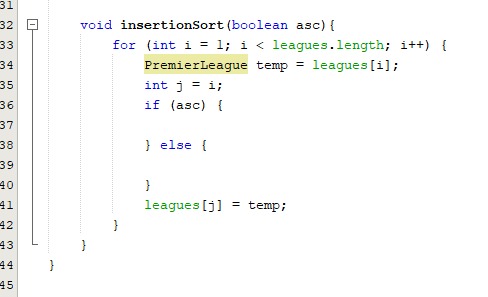 31
32 void insertionSort(boolean asc){
33 for (int i = 1; i < leagues.length; i++) {
34 PremierLeague temp = leagues[i];
35 int j = i;
36 if (asc) {
37
38 } else {
39
40 }
41 leagues[j] = temp;
42 }
43 }
44 }
45